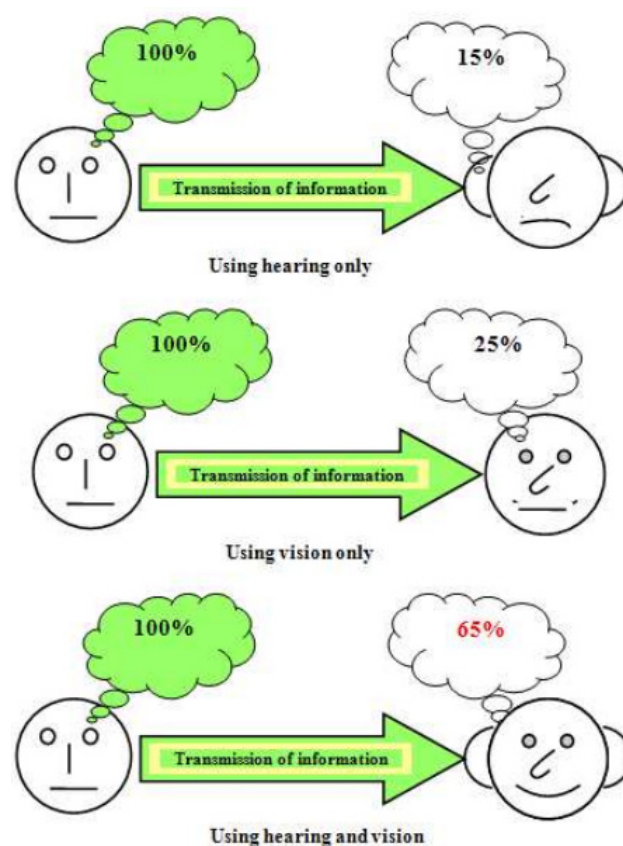 100%
15%
Transmission of information
Using hearing only
100%
25%
Transmission of information
Using vision only
100%
65%
Transmission of information
Using hearing and vision